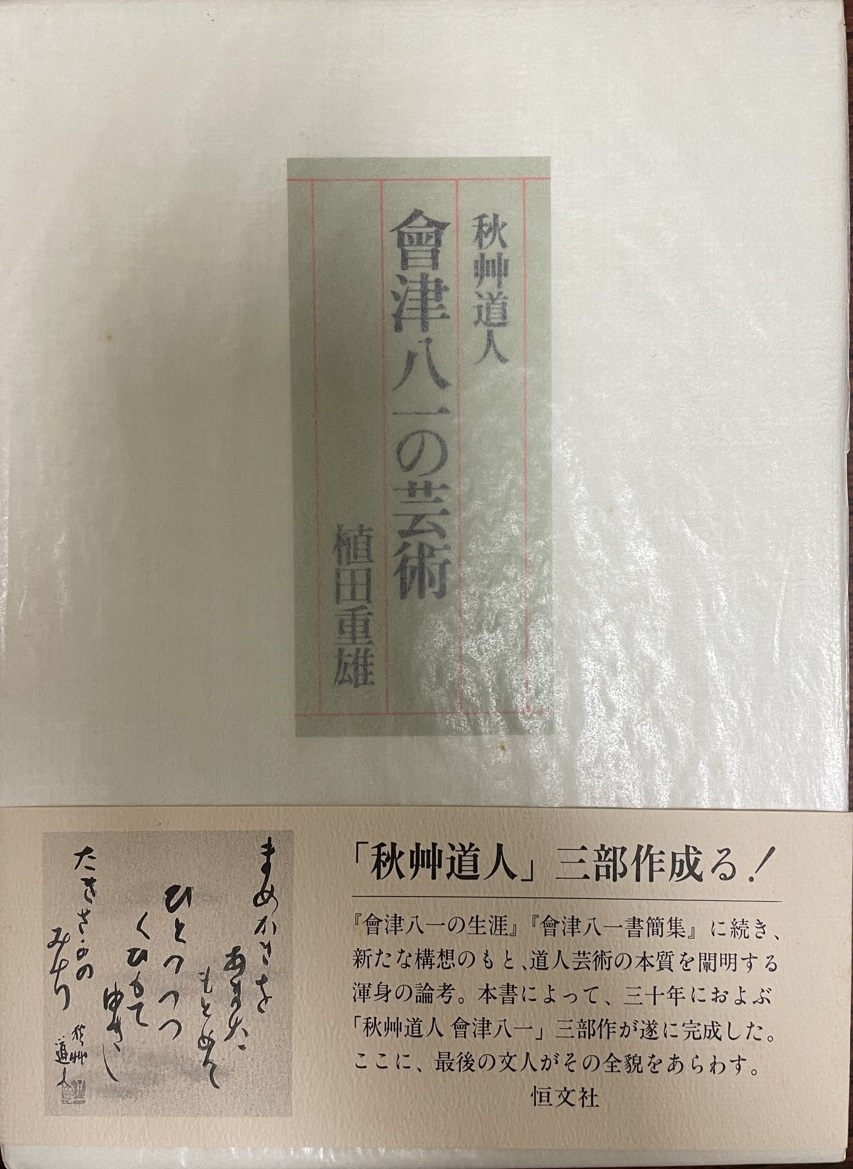 秋艸道人
會津八一の芸術
植田重雄
「秋艸道人」三部作成る!
『會津八一の生涯』『會津八一書簡集』に続き、
新たな構想のもと、道人芸術の本質を闡明する
渾身の論考。本書によって、三十年におよぶ
「秋艸道人 會津八一」三部作が遂に完成した。
ここに、最後の文人がその全貌をあらわす。
恒文社
まめかきを
あまた
もとめて
ひとつつつ
くひもて
ゆきし
たきさかの
みち
秋艸
道人